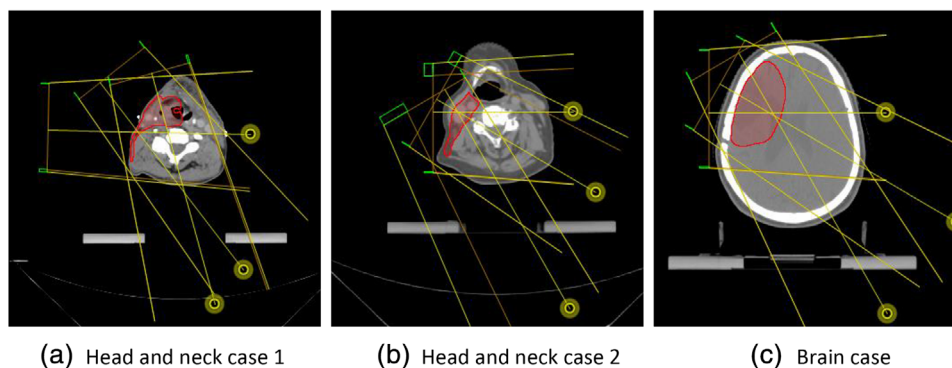 (a) Head and neck case 1
(b) Head and neck case 2
(c) Brain case